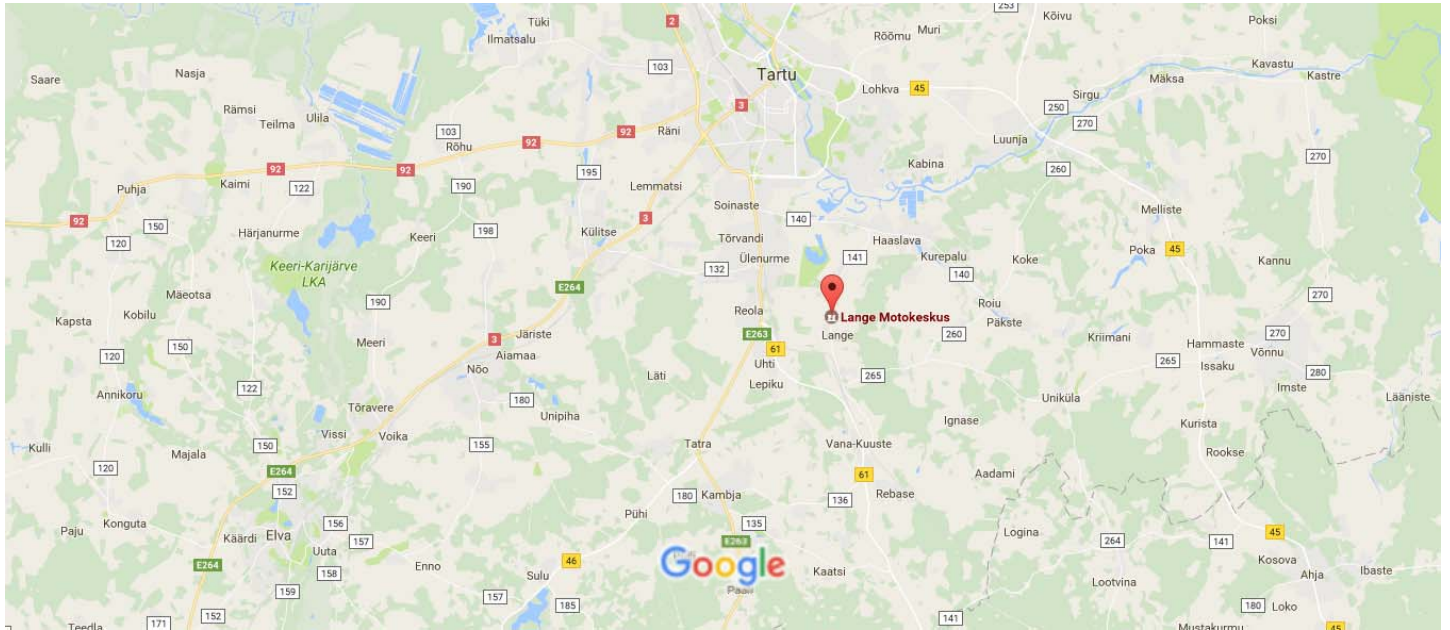 253
Kõivu
Poksi
Tüki
2
Muri
Ilmatsalu
Rõõmu
Kavastu
103
Tartu
Saare
Nasja
Mäksa
Kastre
Lohkva
45
Sirgu
3
250
Rämsi
Ulila
270
Teilma
103
92
Räni
92
Luunja
Rõhu
92
270
92
92
195
Kabina
260
Puhja
Kaimi
122
190
Lemmatsi
Soinaste
Melliste
92
150
198
3
140
Härjanurme
Keeri
Külitse
Tõrvandi
Haaslava
120
Poka
45
Ülenurme
141
Kurepalu
Koke
Kannu
Keeri-Karijärve
LKA
132
140
E264
Mäeotsa
190
270
Kobilu
Reola
Lange Motokeskus
Roiu
Kapsta
Päkste
E263
Lange
260
270
Järiste
3
Meeri
150
61
Kriimani
Hammaste
Võnnu
120
Aiamaa
Uhti
265
Issaku
Nõo
Läti
265
280
122
Lepiku
Imste
Annikoru
180
Uniküla
Lääniste
Tõravere
Unipiha
Ignase
Kurista
Vissi
Voika
150
155
Tatra
Vana-Kuuste
Kulli
Majala
Rookse
120
E264
61
Aadami
152
180
Kambja
136
Rebase
Pühi
Konguta
156
135
Paju
Logina
45
Käärdi
Elva
157
E263
264
141
Uuta
Google
E264
Enno
46
Kosova
158
Sulu
Kaatsi
Ahja
Ibaste
Lootvina
159
157
185
180
152
141
Loko
171
Teedla
Mustakurmu
45